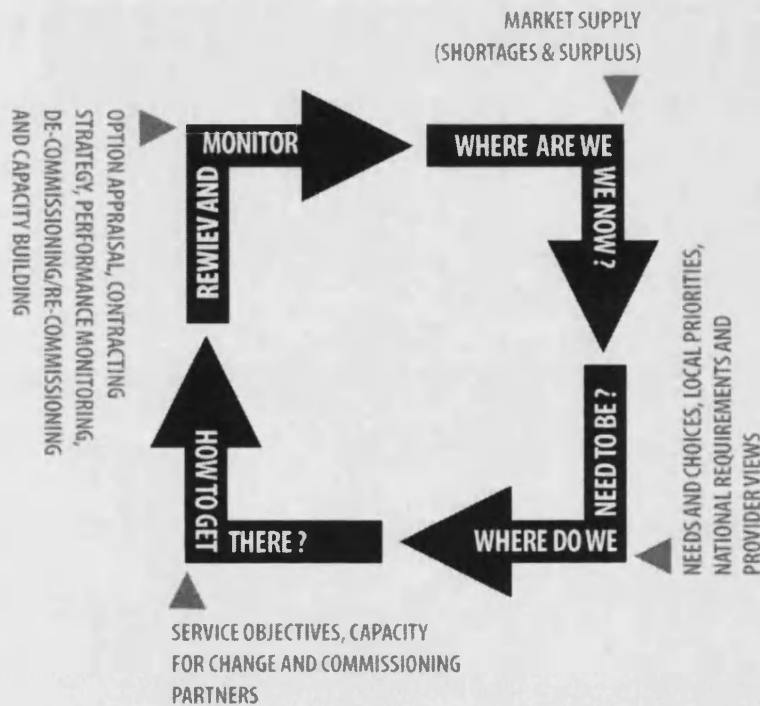 MARKET SUPPLY
(SHORTAGES & SURPLUS)
WHERE ARE WE
WE NOW ?
NEEDS AND CHOICES, LOCAL PRIORITIES,
NATIONAL REQUIREMENTS AND
PROVIDER VIEWS
NEED TO BE ?
WHERE DO WE
THERE ?
HOW TO GET
SERVICE OBJECTIVES, CAPACITY
FOR CHANGE AND COMMISSIONING
PARTNERS
REWIEV AND
MONITOR
OPTION APPRAISAL, CONTRACTING
STRATEGY, PERFORMANCE MONITORING,
DE-COMMISSIONING/RE-COMMISSIONING
AND CAPACITY BUILDING